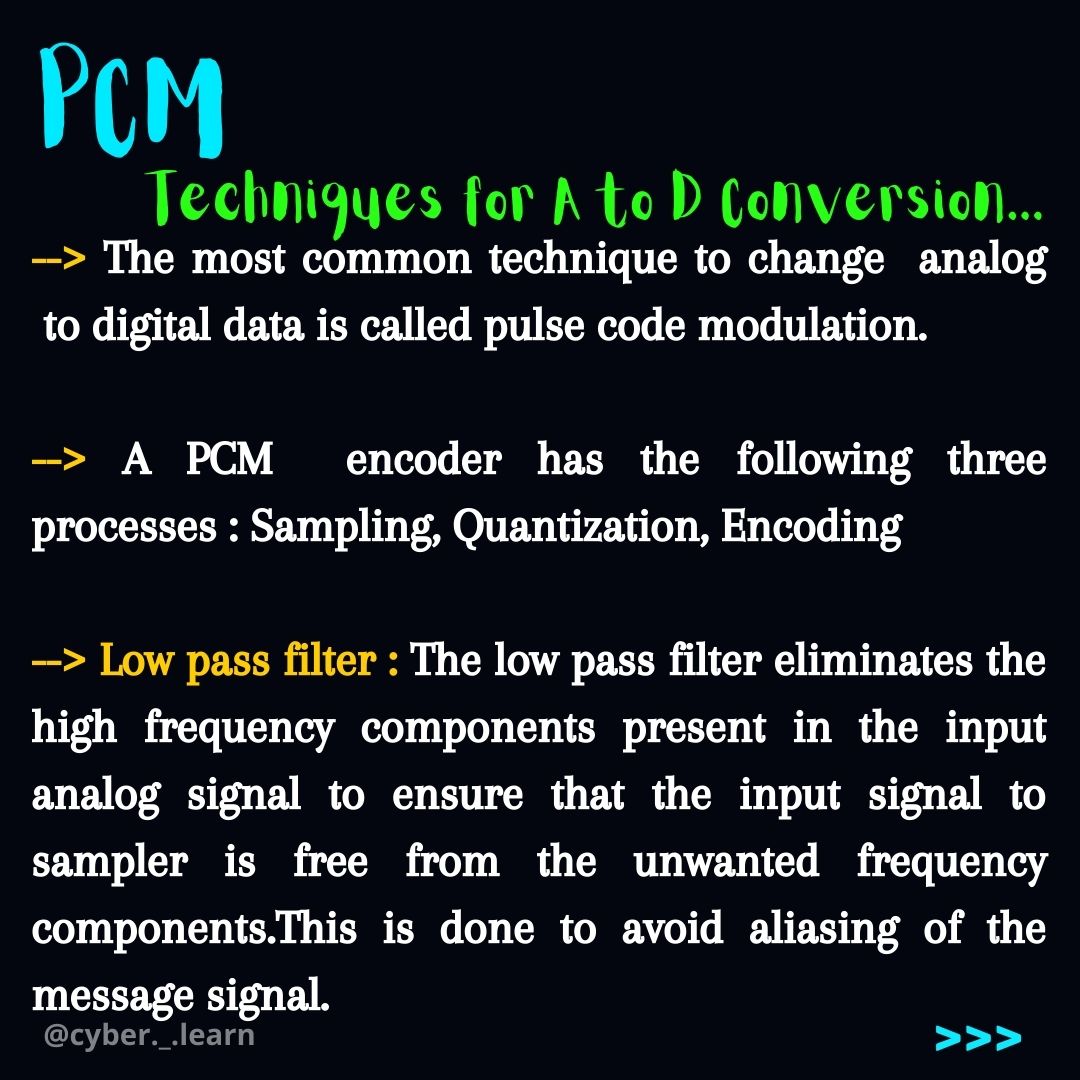 PCM
Techniques for A to D Conversion...
--> The most common technique to change analog
to digital data is called pulse code modulation.
--> A PCM encoder has the following three
processes : Sampling, Quantization, Encoding
--> Low pass filter : The low pass filter eliminates the
high frequency components present in the input
analog signal to ensure that the input signal to
sampler is free from the unwanted frequency
components.This is done to avoid aliasing of the
message signal.
@cyber._.learn
>>>